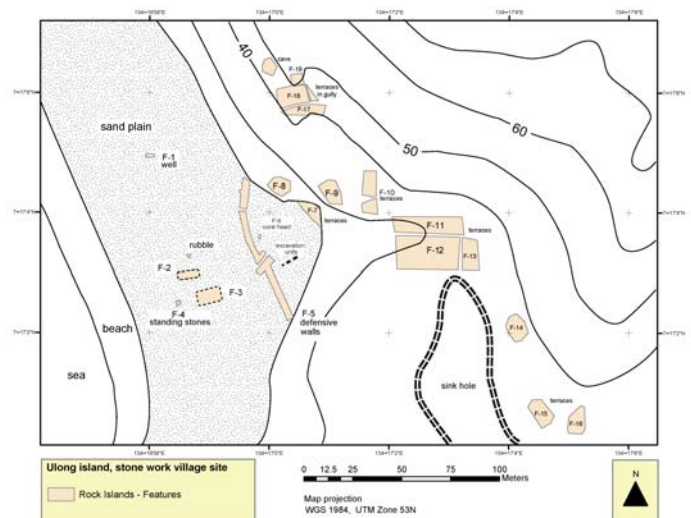 40
cave
F-19
F-18
terraces
in gully
F-17
60
50
sand plain
F-1
well
F-8
F-9
F-10
terraces
F-7
terraces
F-6
coral head
F-11
terraces
F-12
F-13
excavation
units
rubble
F-2
F-3
F-4
standing stones
F-5
defensive
walls
beach
sea
F-14
sink hole
terraces
F-15
F-16
Ulong island, stone work village site
Rock Islands - Features
0 12.5 25 50 75 100
Meters
Map projection
WGS 1984, UTM Zone 53N
N